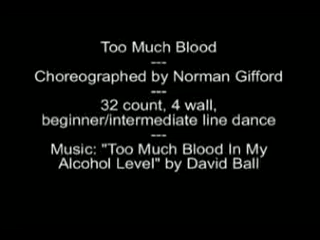 Too Much Blood
---
Choreographed by Norman Gifford
---
32 count, 4 wall,
beginner/intermediate line dance
---
Music: "Too Much Blood In My
Alcohol Level" by David Ball